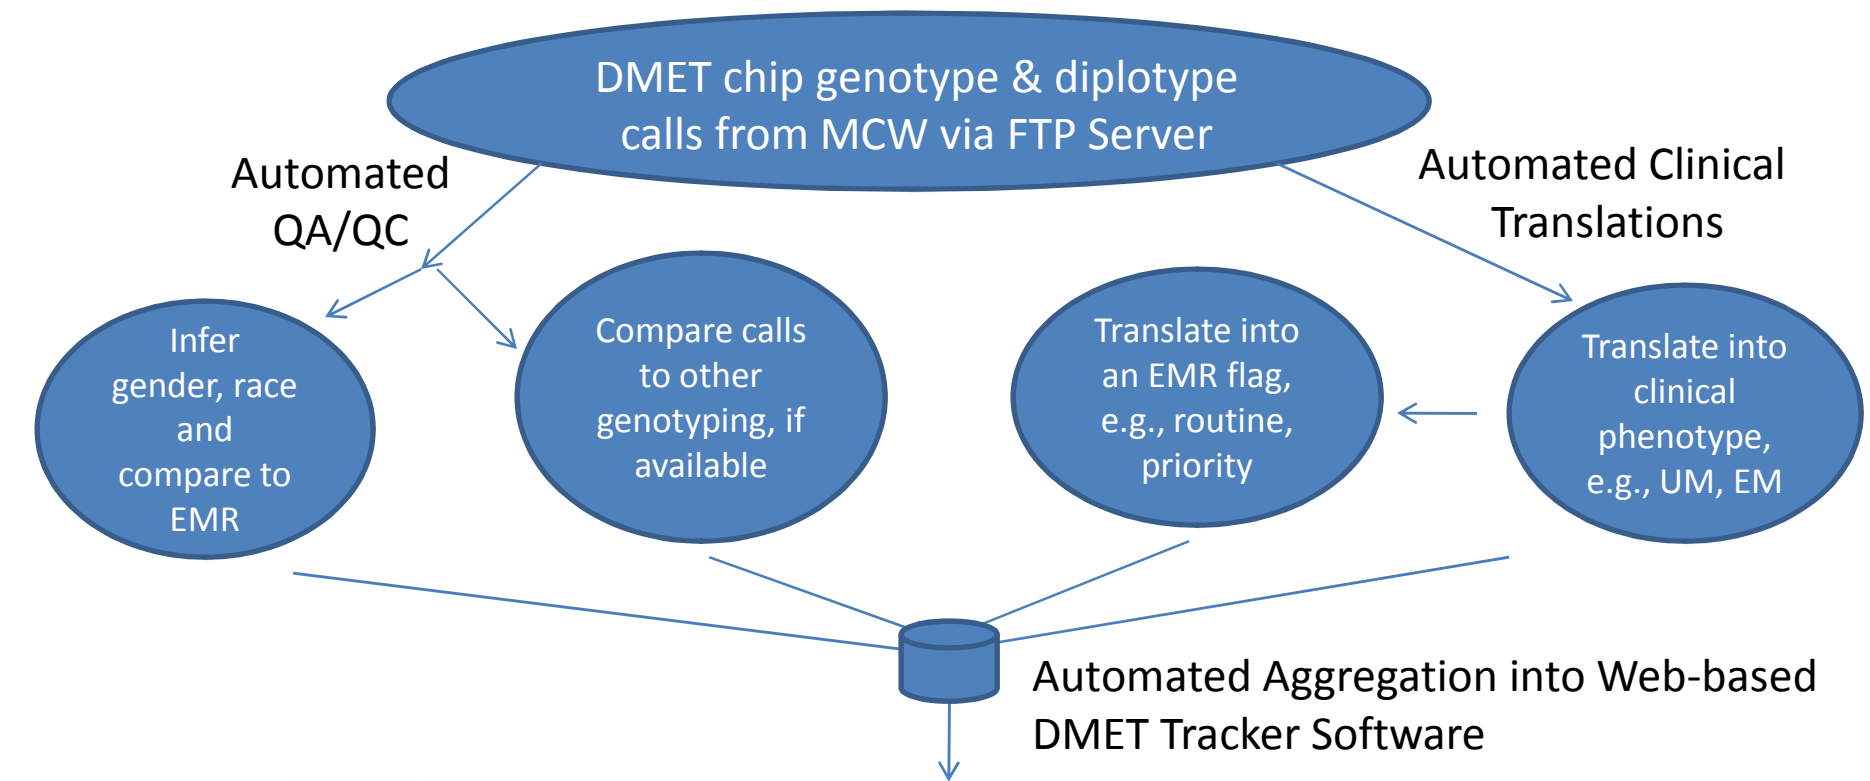 DMET chip genotype & diplotype
calls from MCW via FTP Server
Automated
QA/QC
Automated Clinical
Translations
Infer
gender, race
and
compare to
EMR
Compare calls
to other
genotyping, if
available
Translate into
an EMR flag,
e.g., routine,
priority
Translate into
clinical
phenotype,
e.g., UM, EM
Automated Aggregation into Web-based
DMET Tracker Software